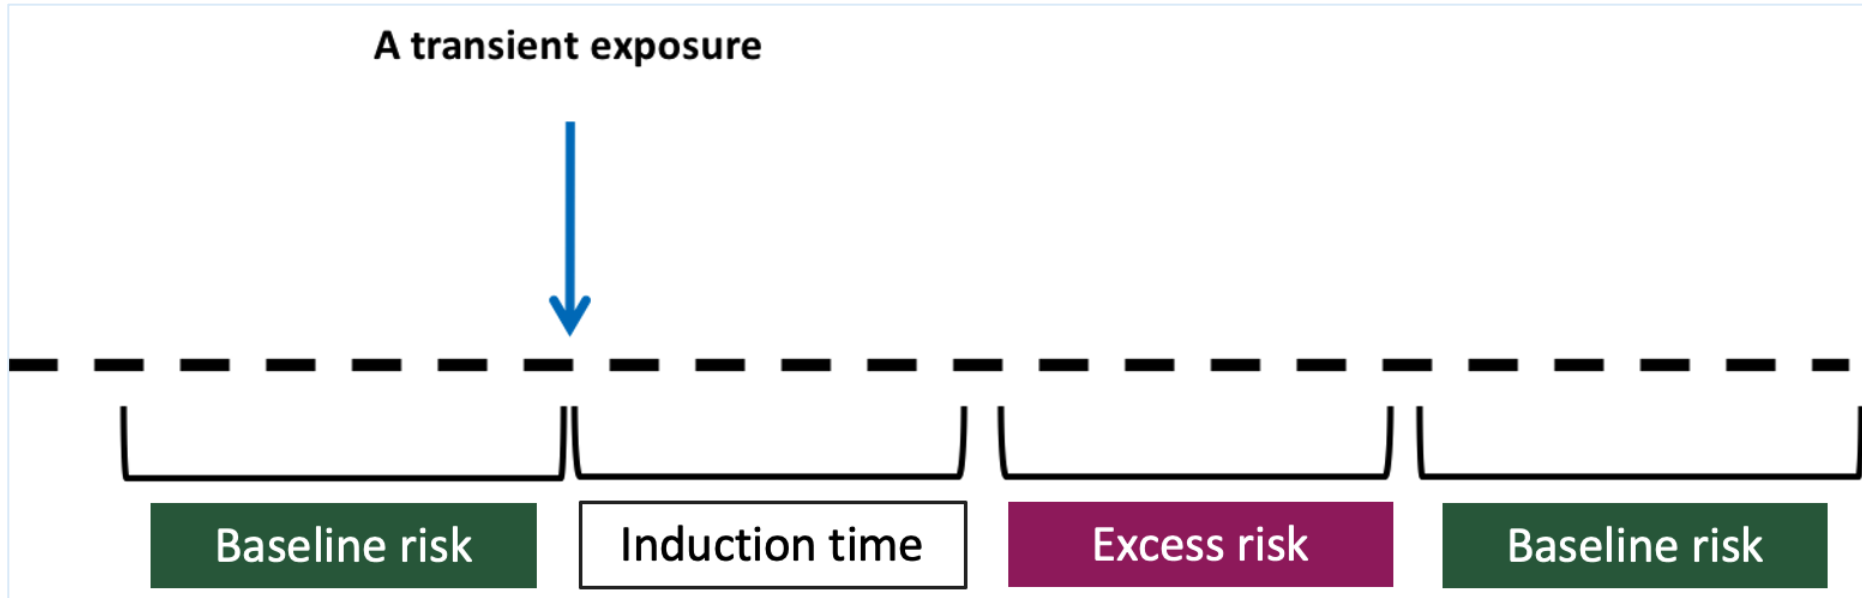 A transient exposure
Baseline risk
Induction time
Excess risk
Baseline risk